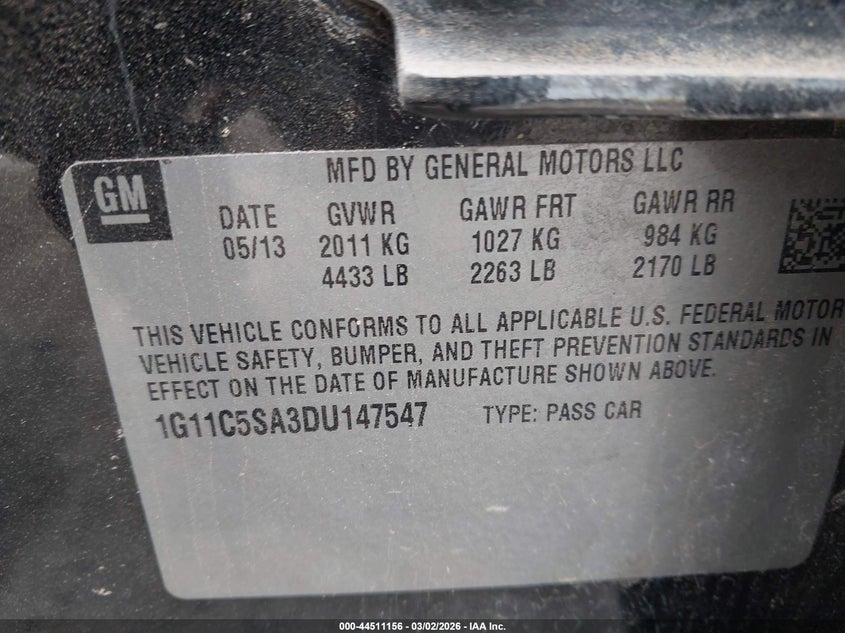 MFD BY GENERAL MOTORS LLC
GM
DATE GVWR GAWR FRT GAWR RR
05/13 2011 KG 1027 KG 984 KG
4433 LB 2263 LB 2170 LB
THIS VEHICLE CONFORMS TO ALL APPLICABLE U.S. FEDERAL MOTOR
VEHICLE SAFETY, BUMPER, AND THEFT PREVENTION STANDARDS IN
EFFECT ON THE DATE OF MANUFACTURE SHOWN ABOVE.
1G11C5SA3DU147547 TYPE: PASS CAR
000-44511156 - 03/02/2026 - IAA Inc.